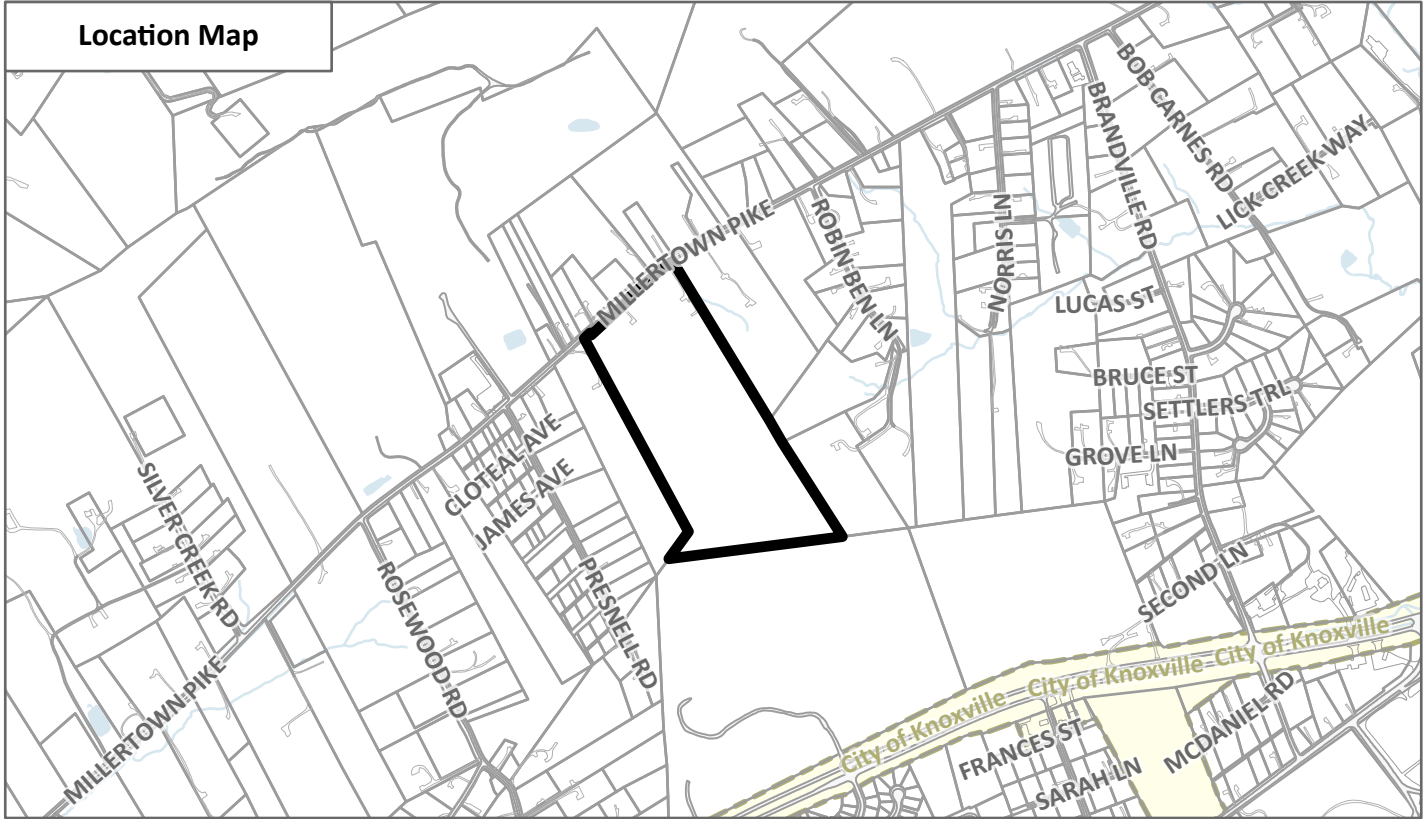 Location Map
BOB CARNES RD
BRANDVILLE RD
LICK CREEK WAY
MILLERTOWN PIKE
ROBIN BEN LN
NORRIS LN
LUCAS ST
BRUCE ST
SETTLERS TRL
GROVE LN
CLOTEAL AVE
JAMES AVE
SILVER CREEK RD
ROSEWOOD RD
PRESNELL RD
SECOND LN
MILLERTOWN PIKE
City of Knoxville
City of Knoxville
City of Knoxville
FRANCES ST
MCDANIEL RD
SARAH LN